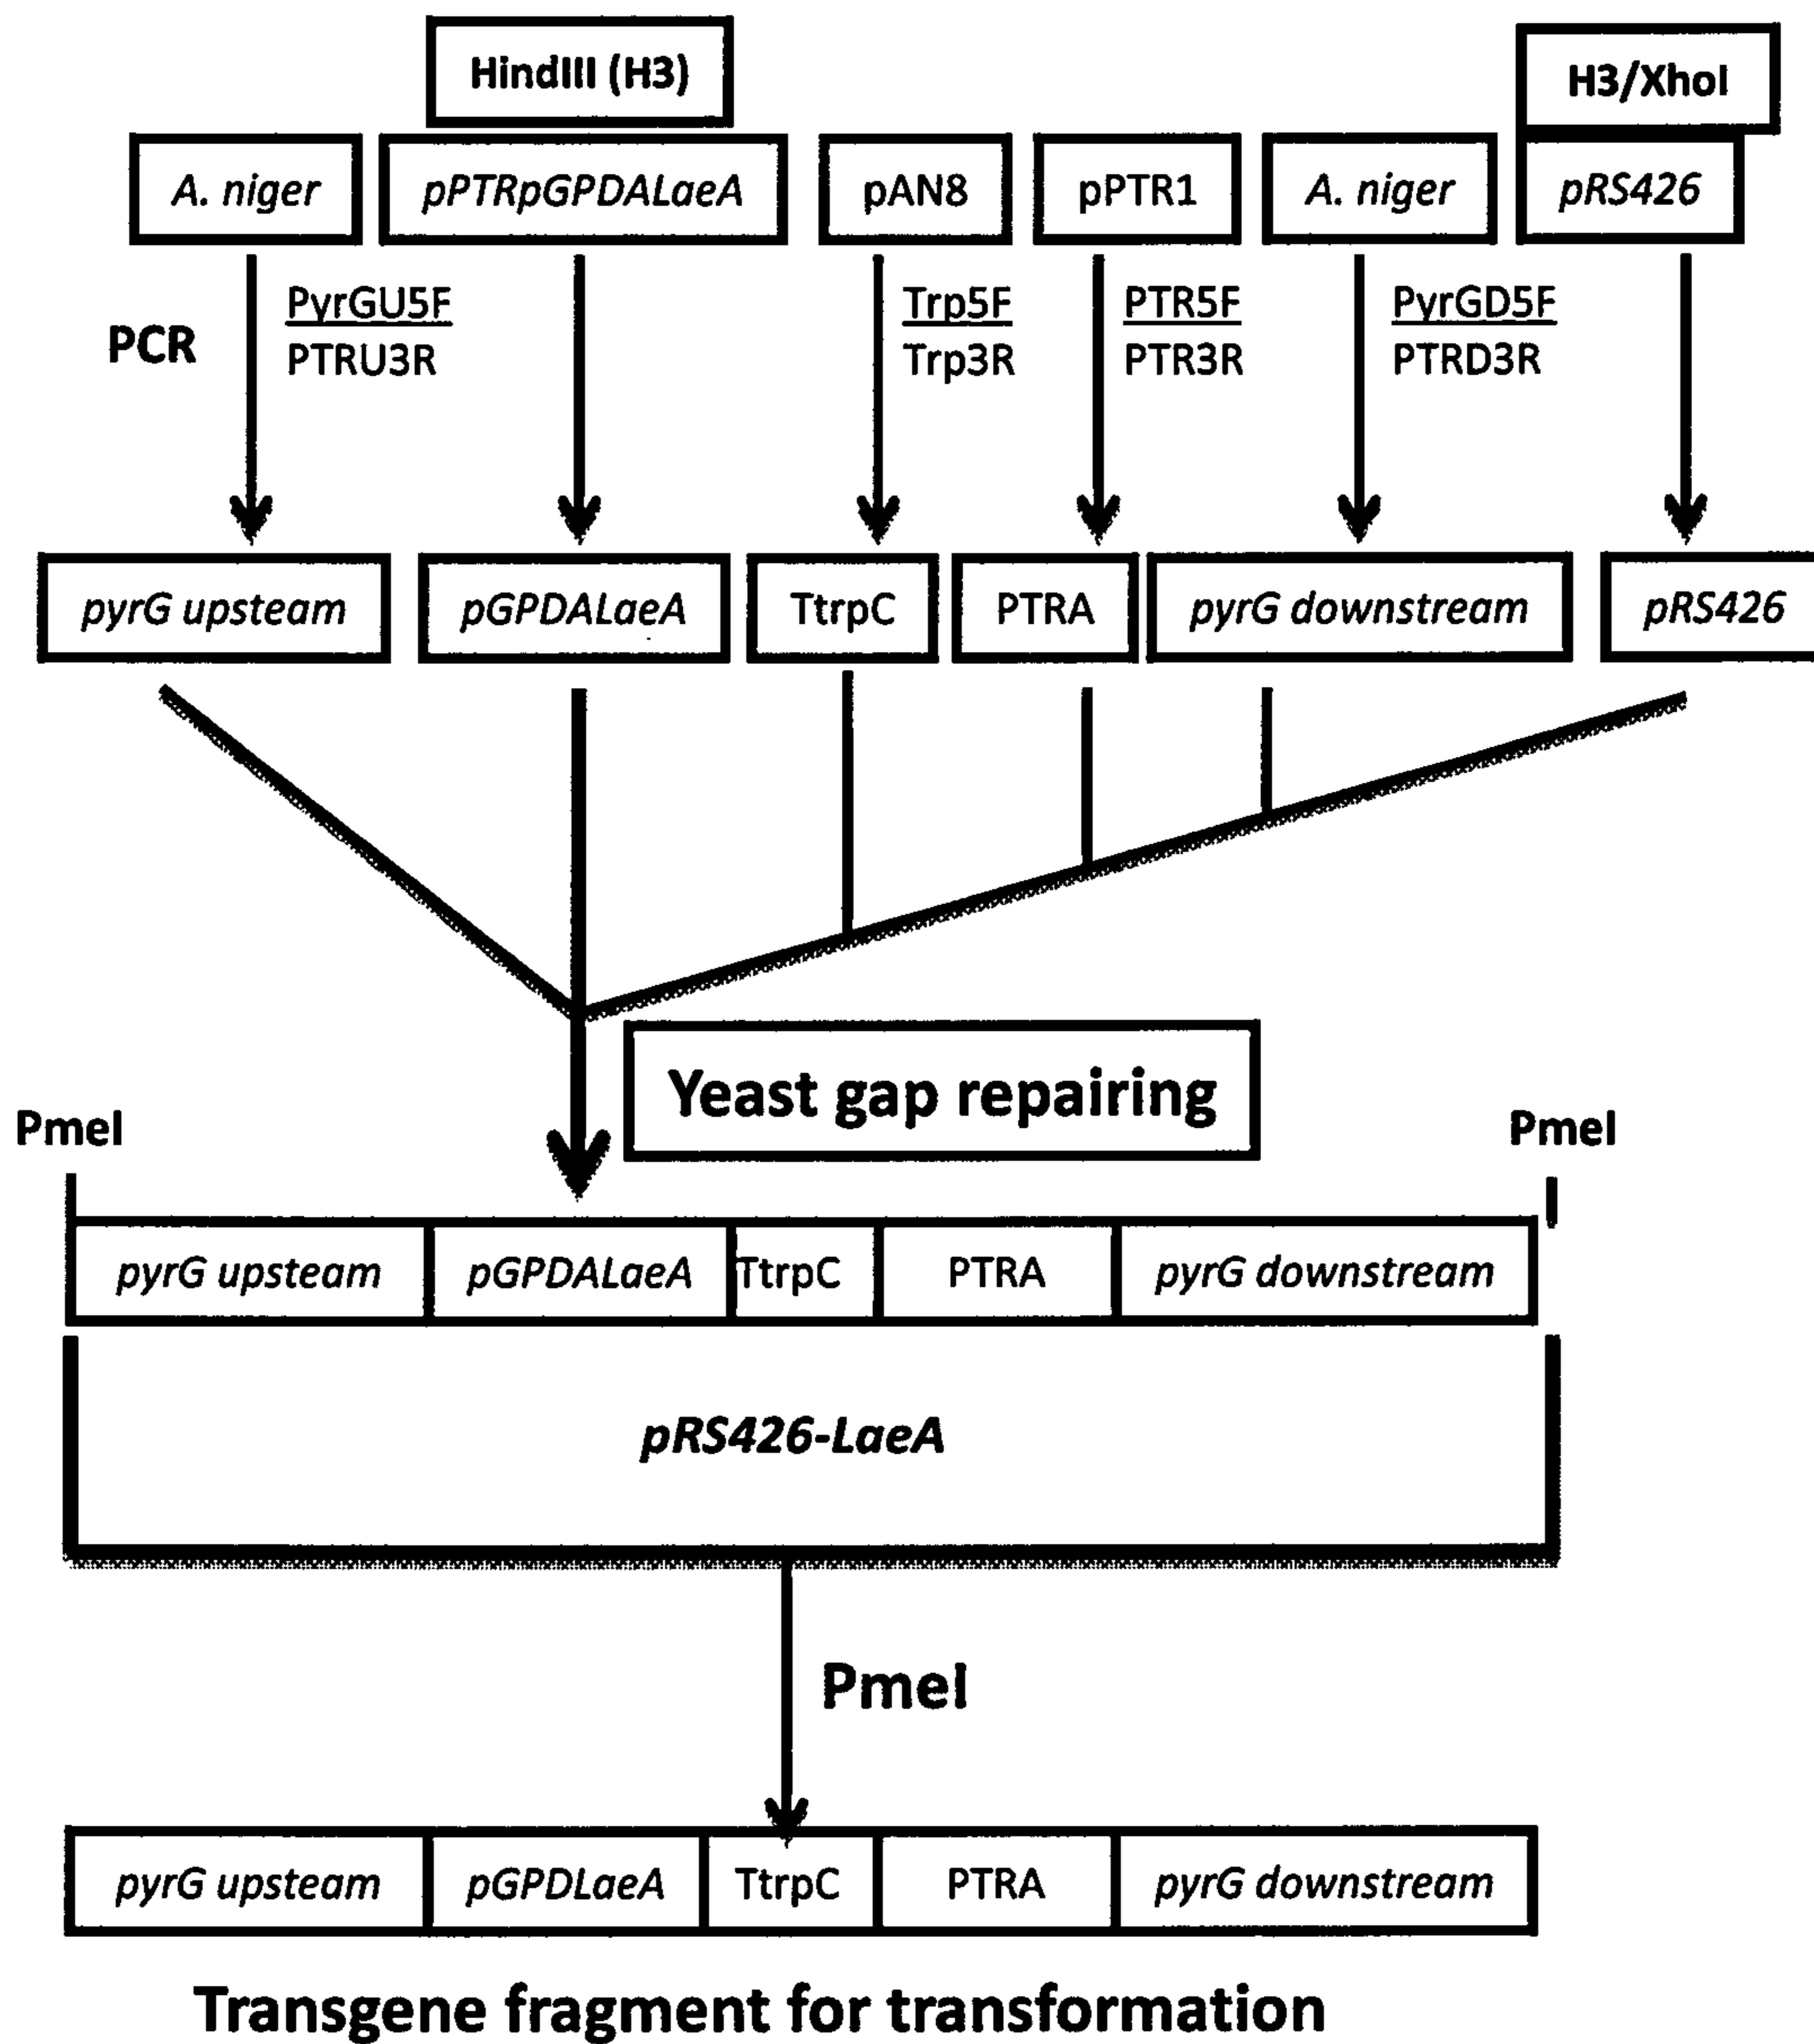 HindIII (H3)
H3/XhoI
A. niger
pPTRpGPDALaeA
pAN8
pPTR1
A. niger
pRS426
PCR
PyrGU5F
PTRU3R
Trp5F
Trp3R
PTR5F
PTR3R
PyrGD5F
PTRD3R
pyrG upsteam
pGPDALaeA
TtrpC
PTRA
pyrG downstream
pRS426
Yeast gap repairing
PmeI
PmeI
pyrG upsteam
pGPDALaeA
TtrpC
PTRA
pyrG downstream
pRS426-LaeA
PmeI
pyrG upsteam
pGPDLaeA
TtrpC
PTRA
pyrG downstream
Transgene fragment for transformation